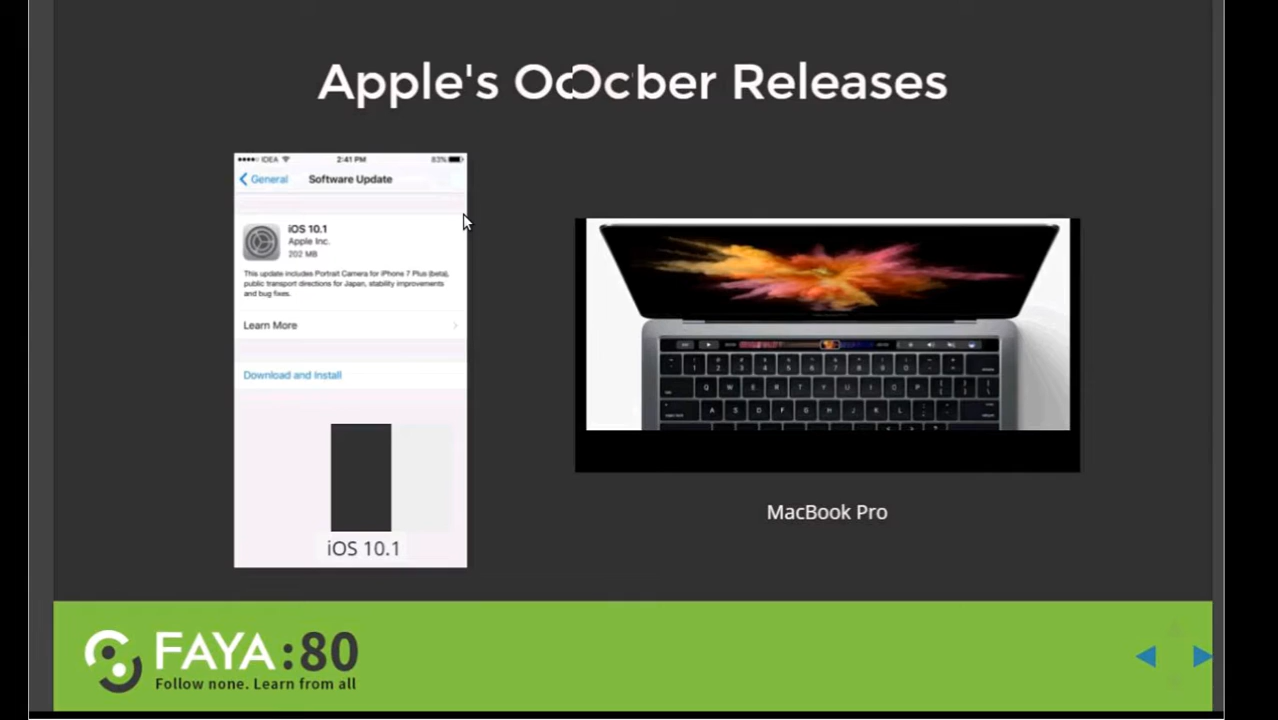 Apple's OcOcber Releases
IDEA 2:41 PM 83%
General Software Update
iOS 10.1
Apple Inc.
202 MB
This update includes Portrait Camera for iPhone 7 Plus (beta),
public transport directions for Japan, stability improvements
and bug fixes.
Learn More
Download and Install
iOS 10.1
MacBook Pro
FAYA:80
Follow none. Learn from all